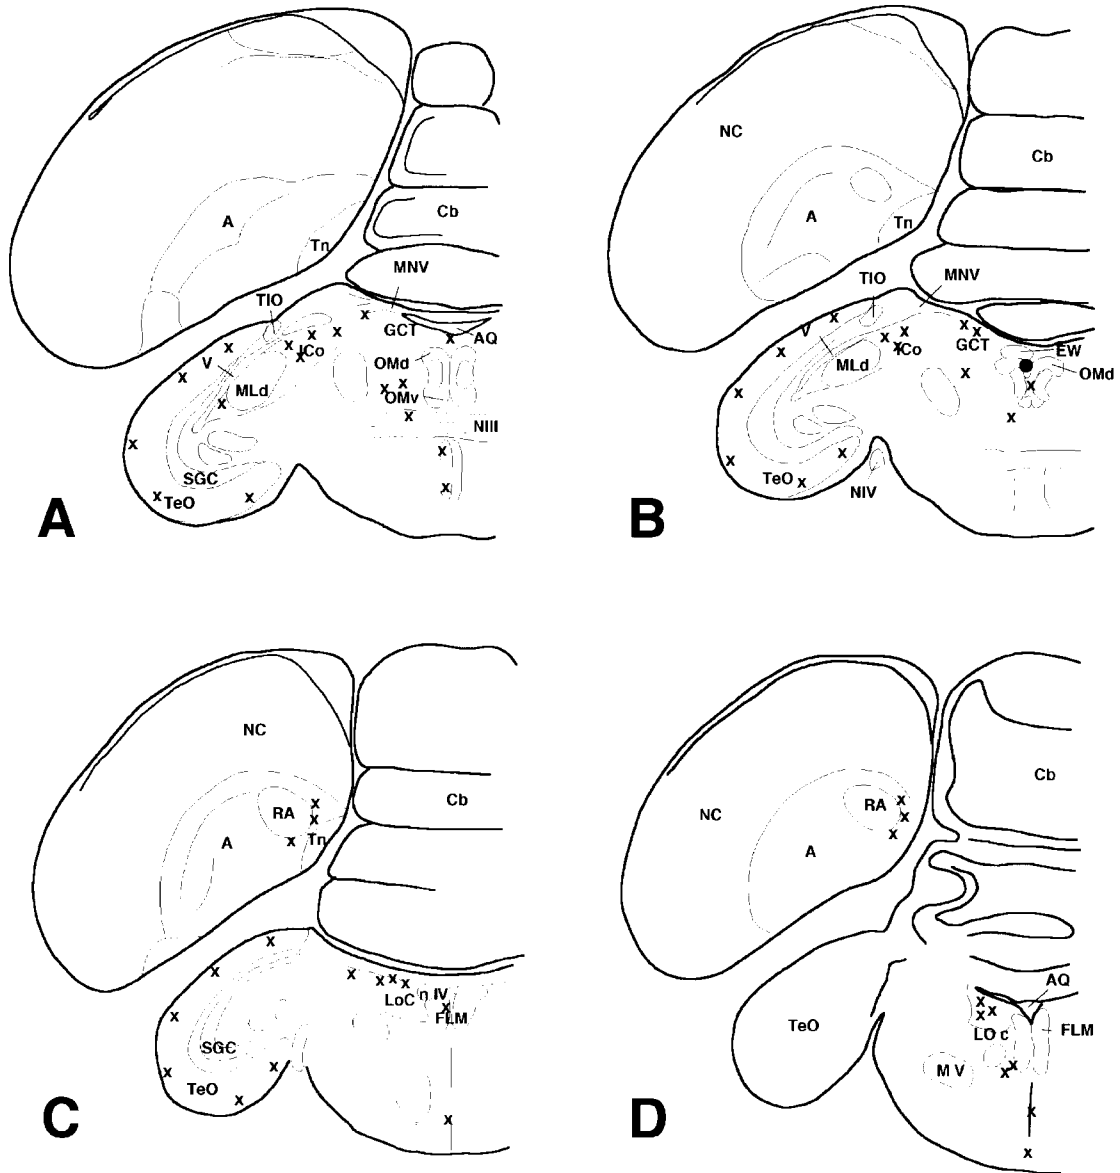 NC
A
Tn
Cb
MNV
TIO
GCT
AQ
V
ICo
MLd
OMd
OMv
NIII
SGC
TeO
A
Cb
A
Tn
TIO
MNV
V
ICo
GCT
EW
OMd
MLd
TeO
NIV
B
NC
RA
A
Tn
Cb
LoC
n IV
FLM
SGC
TeO
C
NC
RA
A
Cb
AQ
TeO
LO c
FLM
M V
D